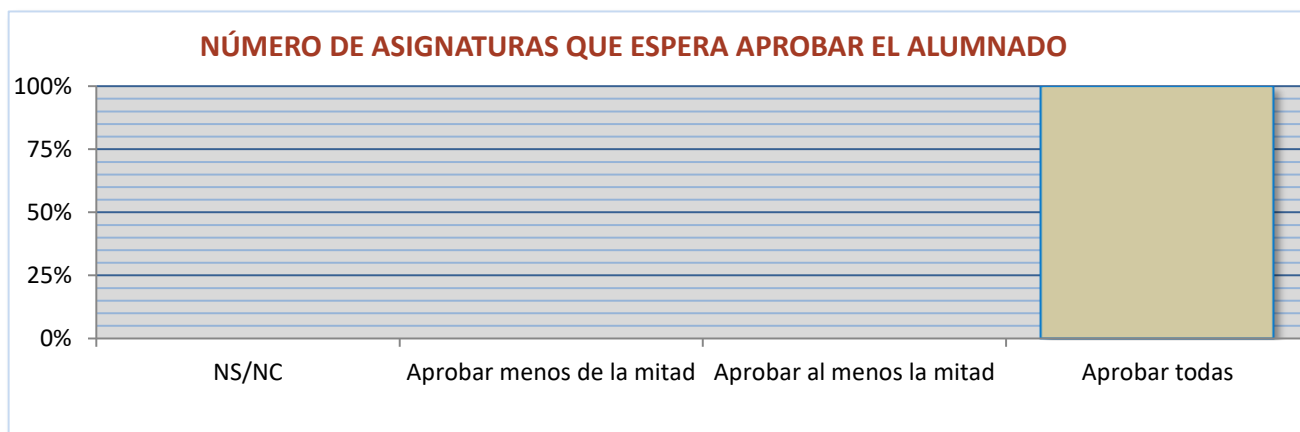 NÚMERO DE ASIGNATURAS QUE ESPERA APROBAR EL ALUMNADO
100%
75%
50%
25%
0%
NS/NC Aprobar menos de la mitad Aprobar al menos la mitad Aprobar todas